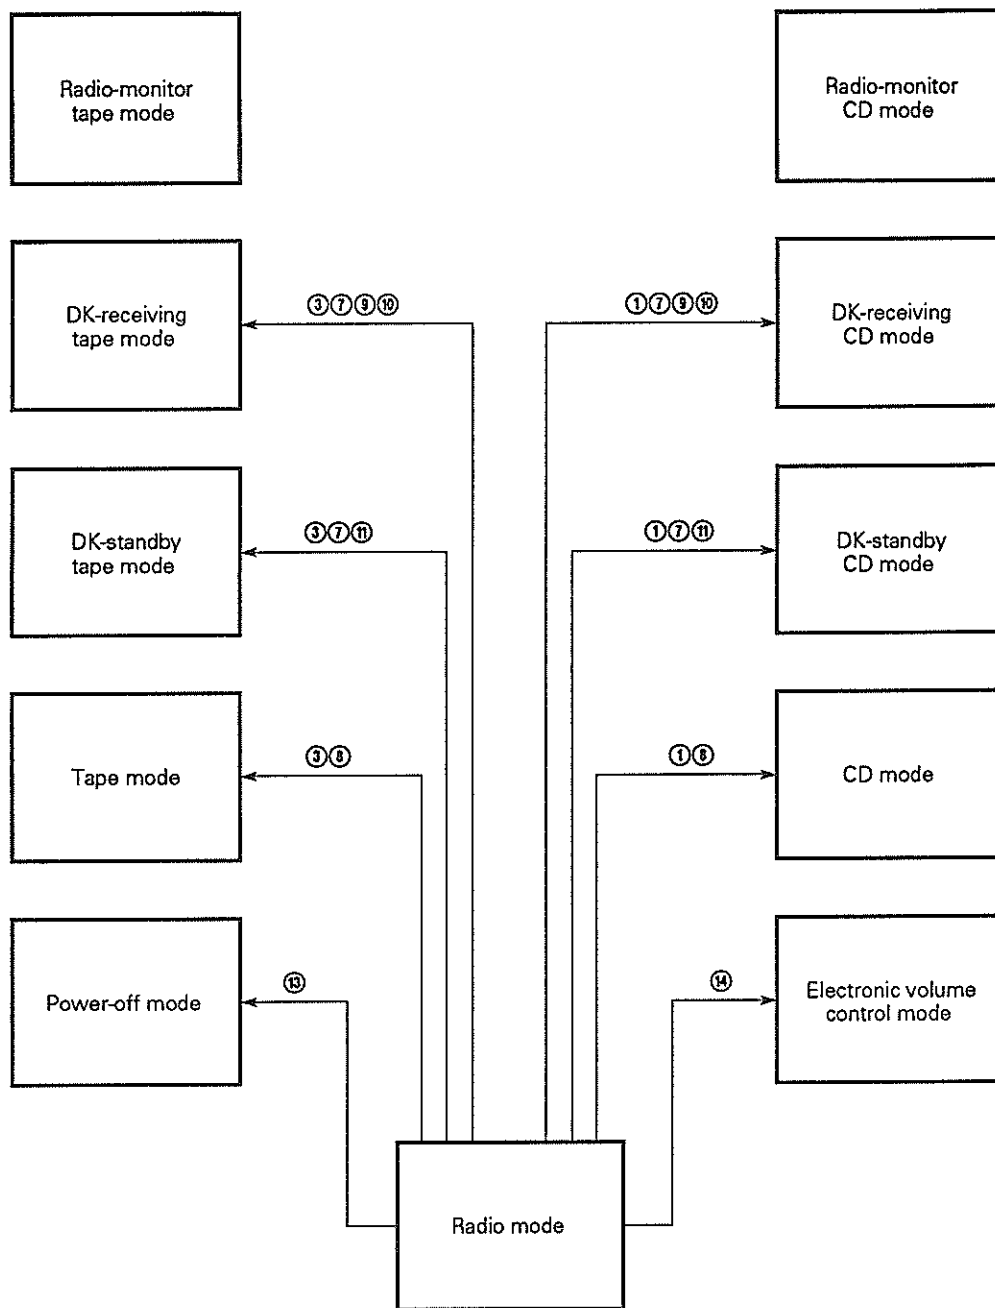 Radio-monitor
tape mode
Radio-monitor
CD mode
③⑦⑨⑩
①⑦⑨⑩
DK-receiving
tape mode
DK-receiving
CD mode
③⑦⑪
①⑦⑪
DK-standby
tape mode
DK-standby
CD mode
③⑧
①⑧
Tape mode
CD mode
⑬
⑭
Power-off mode
Electronic volume
control mode
Radio mode